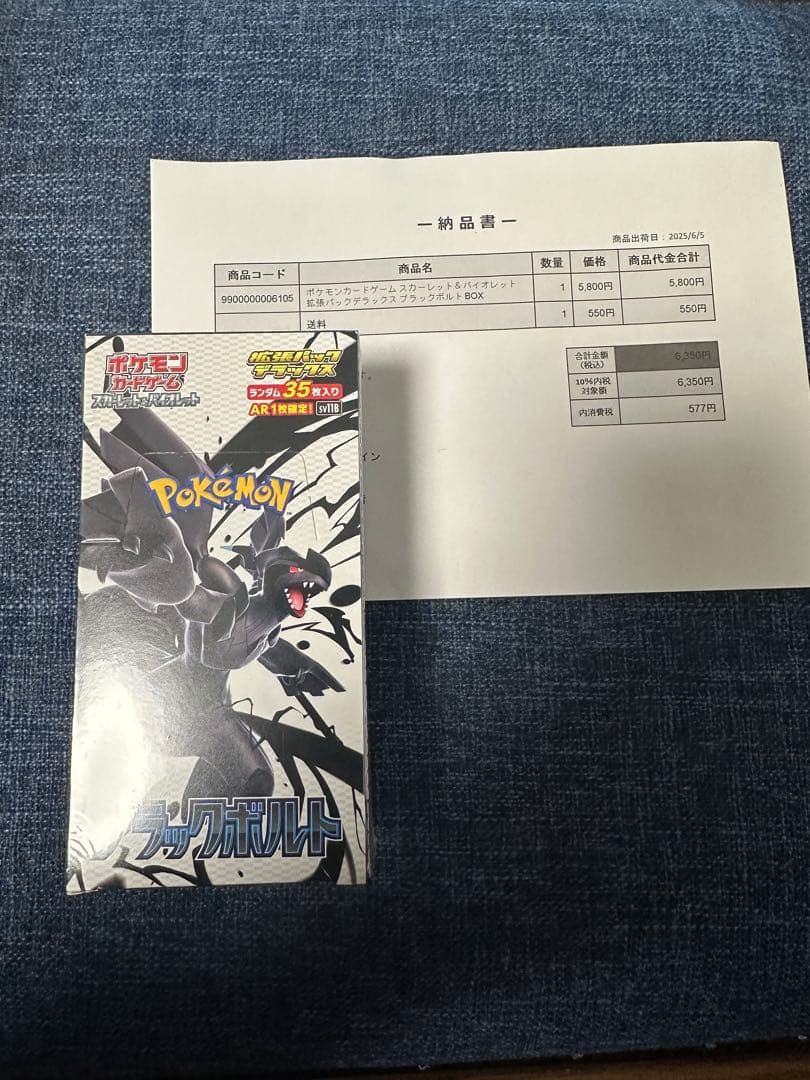 ー納品書ー
商品出荷日：2025/6/5
商品コード 商品名 数量 価格 商品代金合計
9900000006105 ポケモンカードゲーム スカーレット＆バイオレット 1 5,800円 5,800円
拡張パックデラックス ブラックボルト BOX
送料 1 550円 550円
合計金額 6,350円
(税込)
10%内税 6,350円
対象額
内消費税 577円
す。
イン
ポケモン
カードゲーム
スカーレット&バイオレット
拡張パック
デラックス
ランダム35枚入り
AR1枚確定! sv11B
POKéMON
ブラックボルト